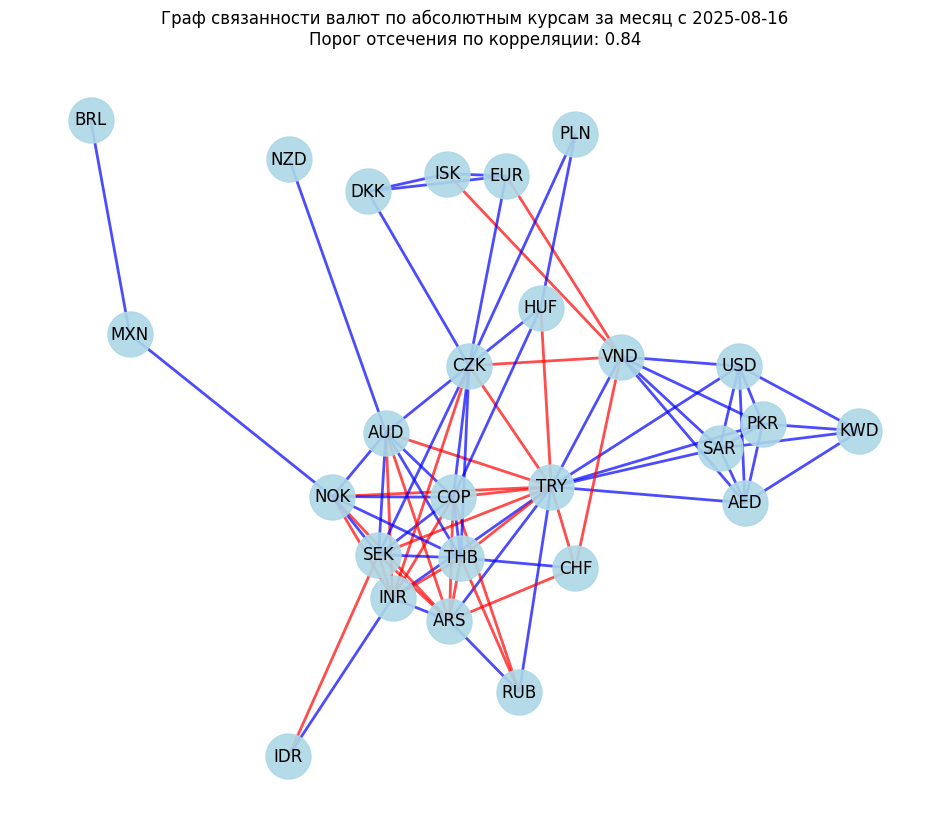 Граф связанности валют по абсолютным курсам за месяц с 2025-08-16
Порог отсечения по корреляции: 0.84
BRL
PLN
NZD
ISK
EUR
DKK
HUF
MXN
VND
CZK
USD
PKR
KWD
AUD
SAR
TRY
NOK
COP
AED
SEK
THB
CHF
INR
ARS
RUB
IDR